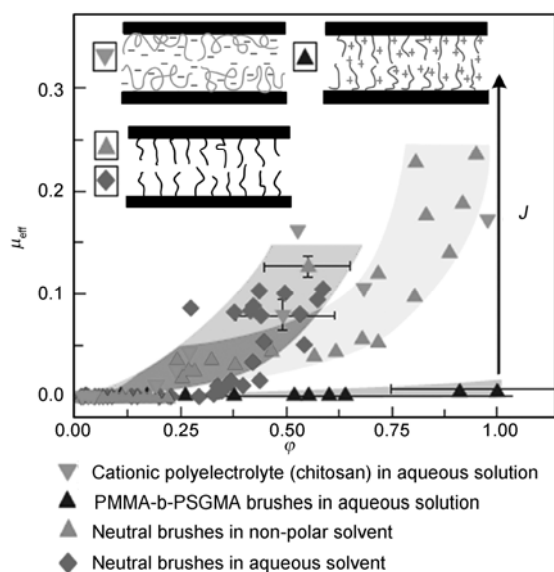 0.3
0.2
μeff
0.1
0.0
J
0.00
0.25
0.50
0.75
1.00
φ
Cationic polyelectrolyte (chitosan) in aqueous solution
PMMA-b-PSGMA brushes in aqueous solution
Neutral brushes in non-polar solvent
Neutral brushes in aqueous solvent